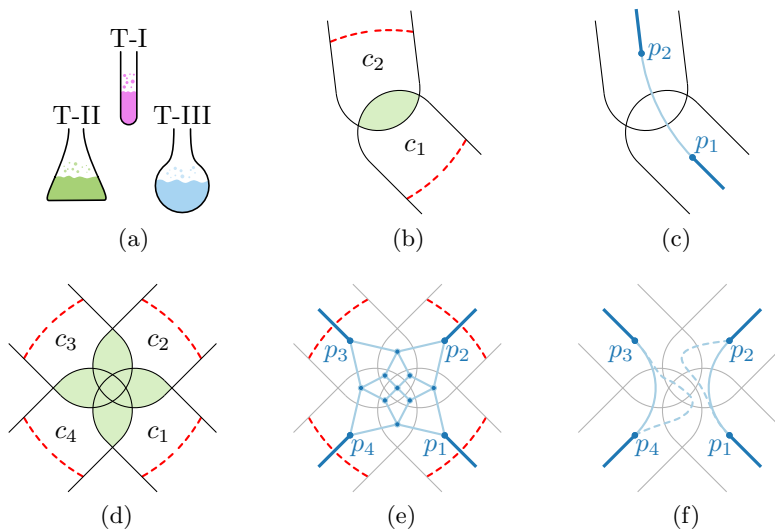 T-I
T-II T-III
(a)
c₂
c₁
(b)
p₂
p₁
(c)
c₃ c₂
c₄ c₁
(d)
p₃ p₂
p₄ p₁
(e)
p₃ p₂
p₄ p₁
(f)